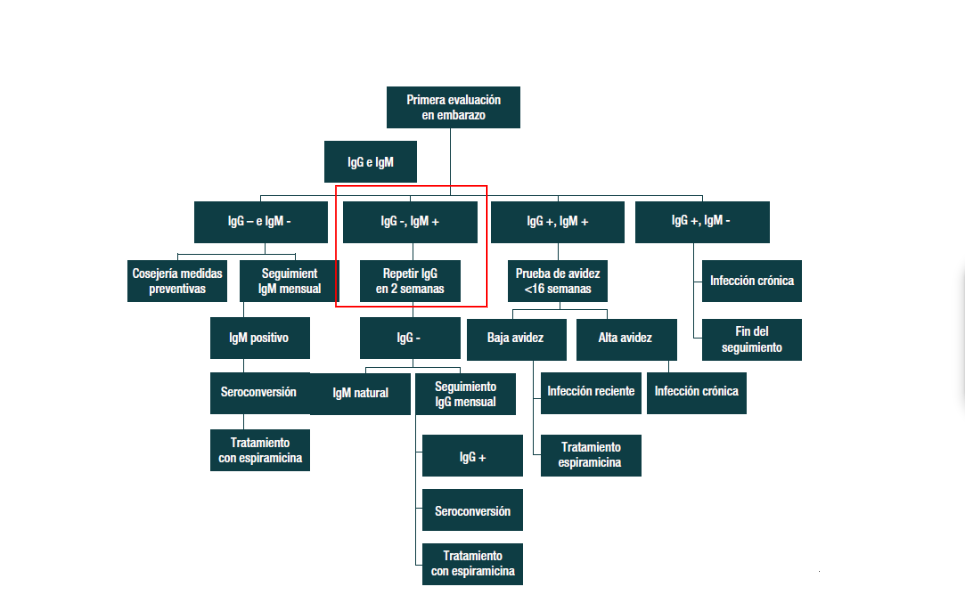 Primera evaluación
en embarazo
IgG e IgM
IgG – e IgM -
IgG -, IgM +
IgG +, IgM +
IgG +, IgM -
Cosejería medidas
preventivas
Seguimient
IgM mensual
Repetir IgG
en 2 semanas
Prueba de avidez
<16 semanas
Infección crónica
IgM positivo
IgG -
Baja avidez
Alta avidez
Fin del
seguimiento
Seroconversión
IgM natural
Seguimiento
IgG mensual
Infección reciente
Infección crónica
Tratamiento
con espiramicina
IgG +
Tratamiento
espiramicina
Seroconversión
Tratamiento
con espiramicina